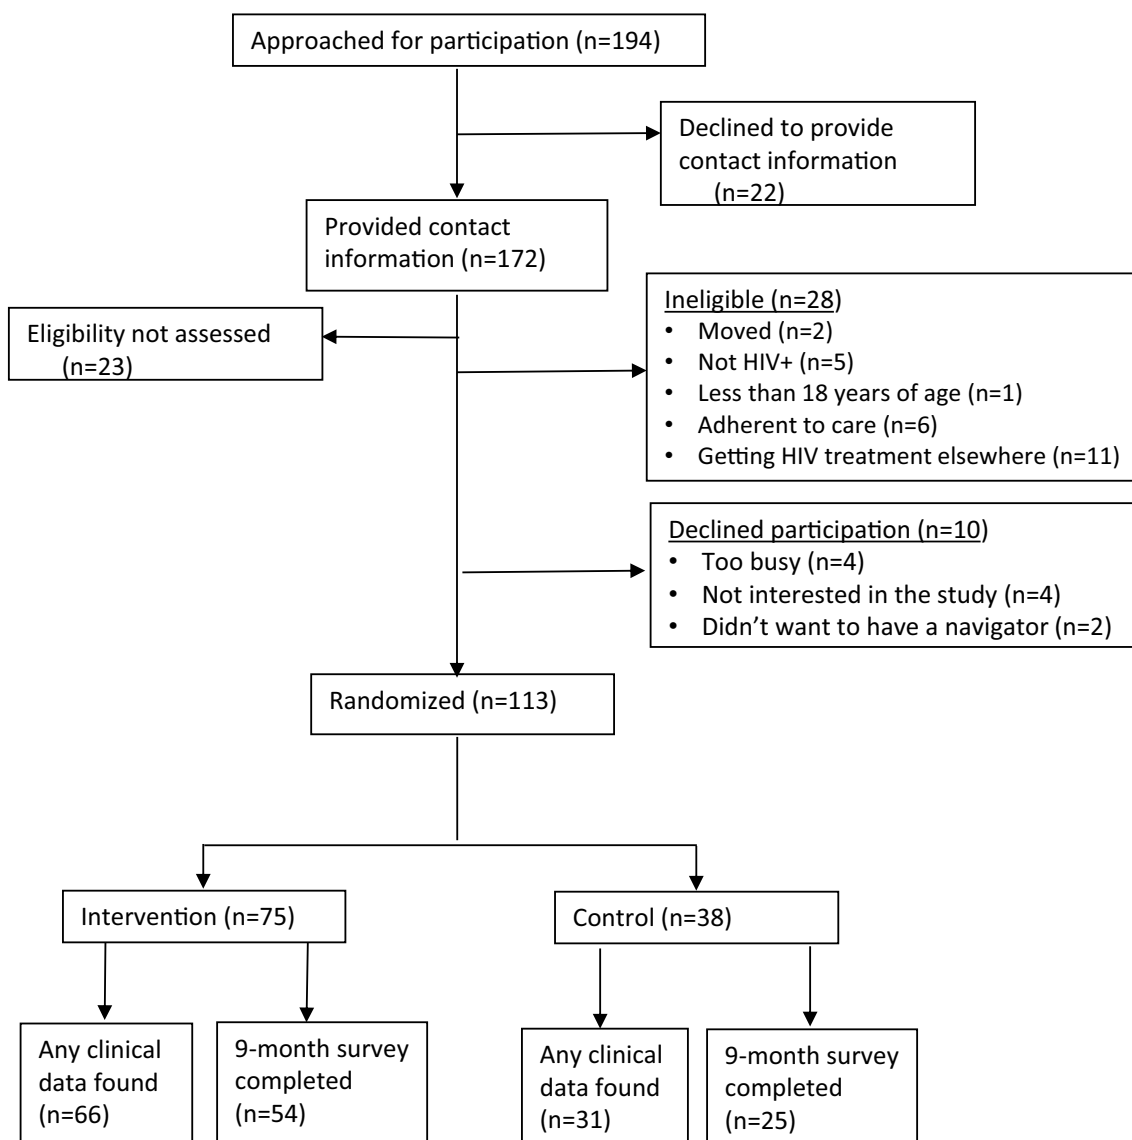 Approached for participation (n=194)
Declined to provide
contact information
(n=22)
Provided contact
information (n=172)
Eligibility not assessed
(n=23)
Ineligible (n=28)
• Moved (n=2)
• Not HIV+ (n=5)
• Less than 18 years of age (n=1)
• Adherent to care (n=6)
• Getting HIV treatment elsewhere (n=11)
Declined participation (n=10)
• Too busy (n=4)
• Not interested in the study (n=4)
• Didn’t want to have a navigator (n=2)
Randomized (n=113)
Intervention (n=75)
Control (n=38)
Any clinical
data found
(n=66)
9-month survey
completed
(n=54)
Any clinical
data found
(n=31)
9-month survey
completed
(n=25)